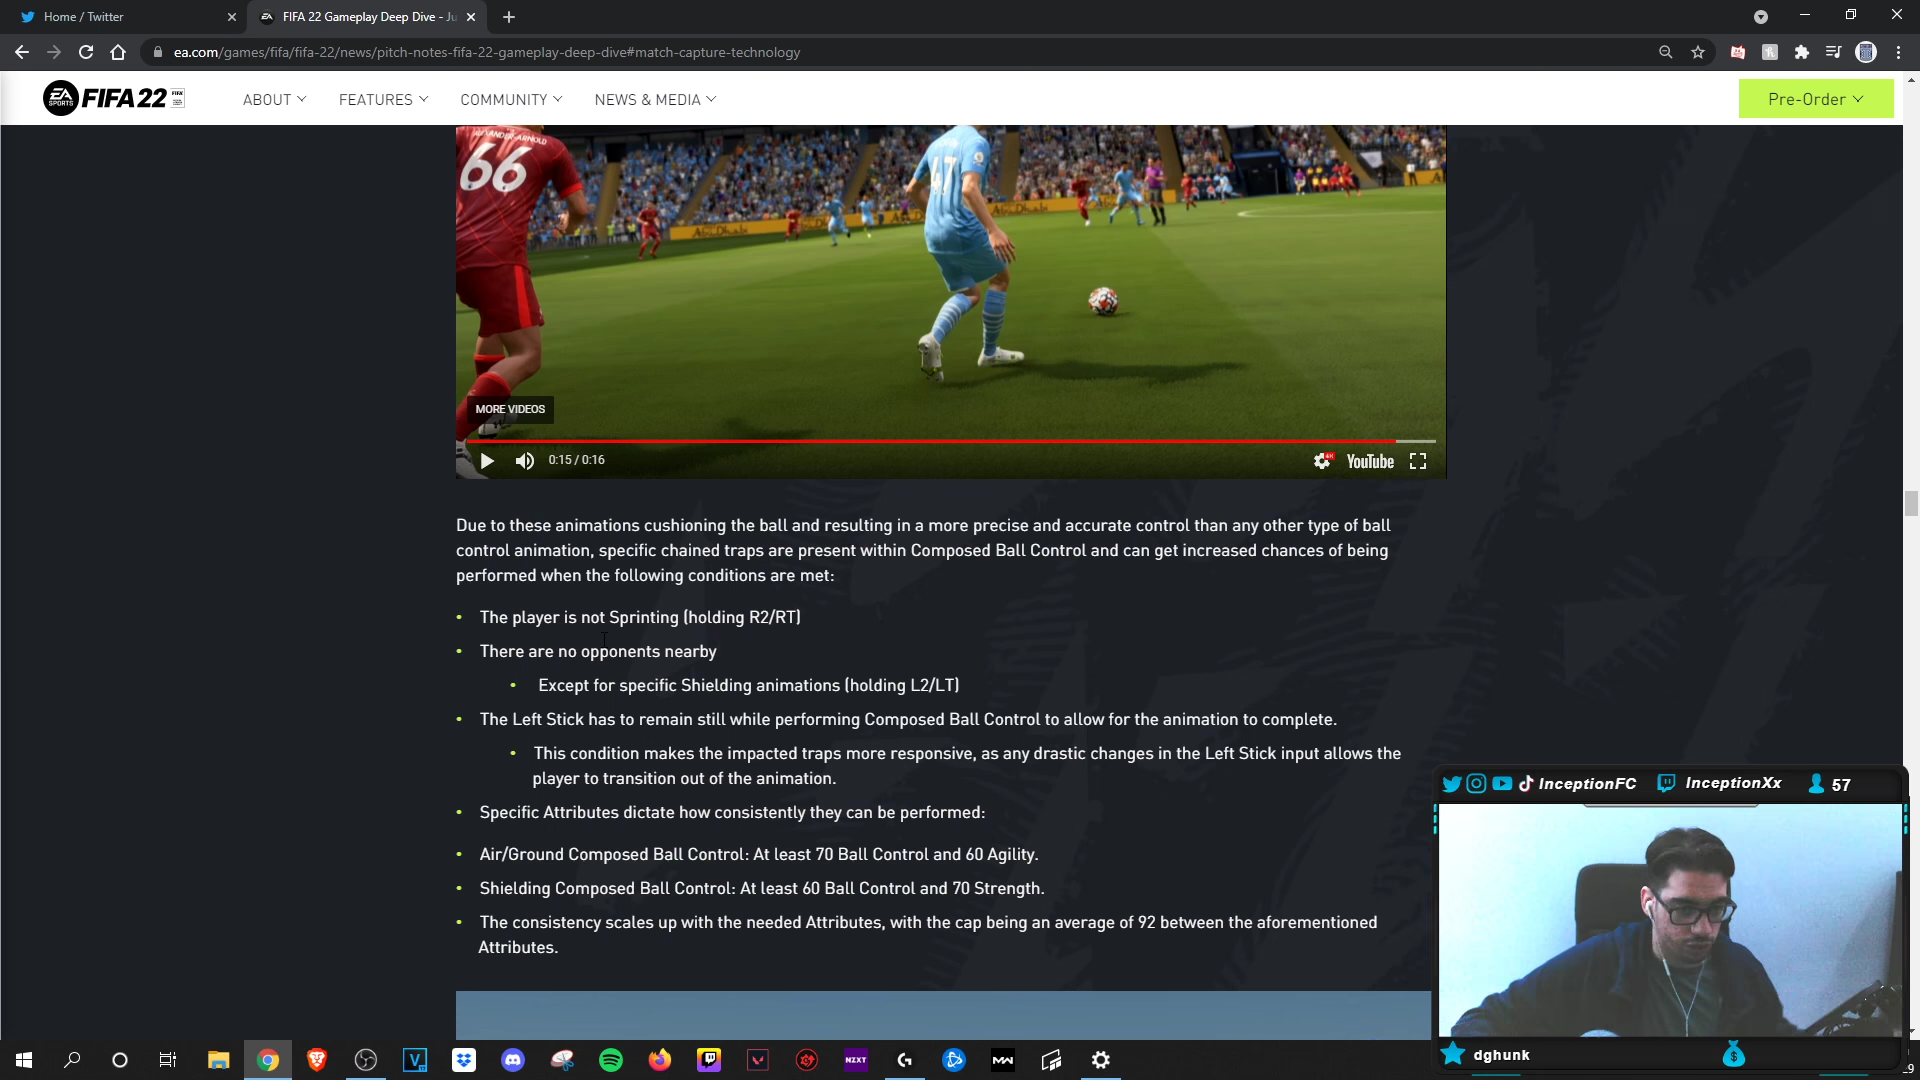 Home / Twitter
FIFA 22 Gameplay Deep Dive - Ju
ea.com/games/fifa/fifa-22/news/pitch-notes-fifa-22-gameplay-deep-dive#match-capture-technology
EA SPORTS FIFA 22
ABOUT
FEATURES
COMMUNITY
NEWS & MEDIA
Pre-Order
ALEXANDER-ARNOLD
66
47
MORE VIDEOS
0:15 / 0:16
YouTube
Due to these animations cushioning the ball and resulting in a more precise and accurate control than any other type of ball
control animation, specific chained traps are present within Composed Ball Control and can get increased chances of being
performed when the following conditions are met:
• The player is not Sprinting (holding R2/RT)
• There are no opponents nearby
• Except for specific Shielding animations (holding L2/LT)
• The Left Stick has to remain still while performing Composed Ball Control to allow for the animation to complete.
• This condition makes the impacted traps more responsive, as any drastic changes in the Left Stick input allows the
player to transition out of the animation.
• Specific Attributes dictate how consistently they can be performed:
• Air/Ground Composed Ball Control: At least 70 Ball Control and 60 Agility.
• Shielding Composed Ball Control: At least 60 Ball Control and 70 Strength.
• The consistency scales up with the needed Attributes, with the cap being an average of 92 between the aforementioned
Attributes.
InceptionFC
InceptionXx
57
dghunk
NZXT
MW